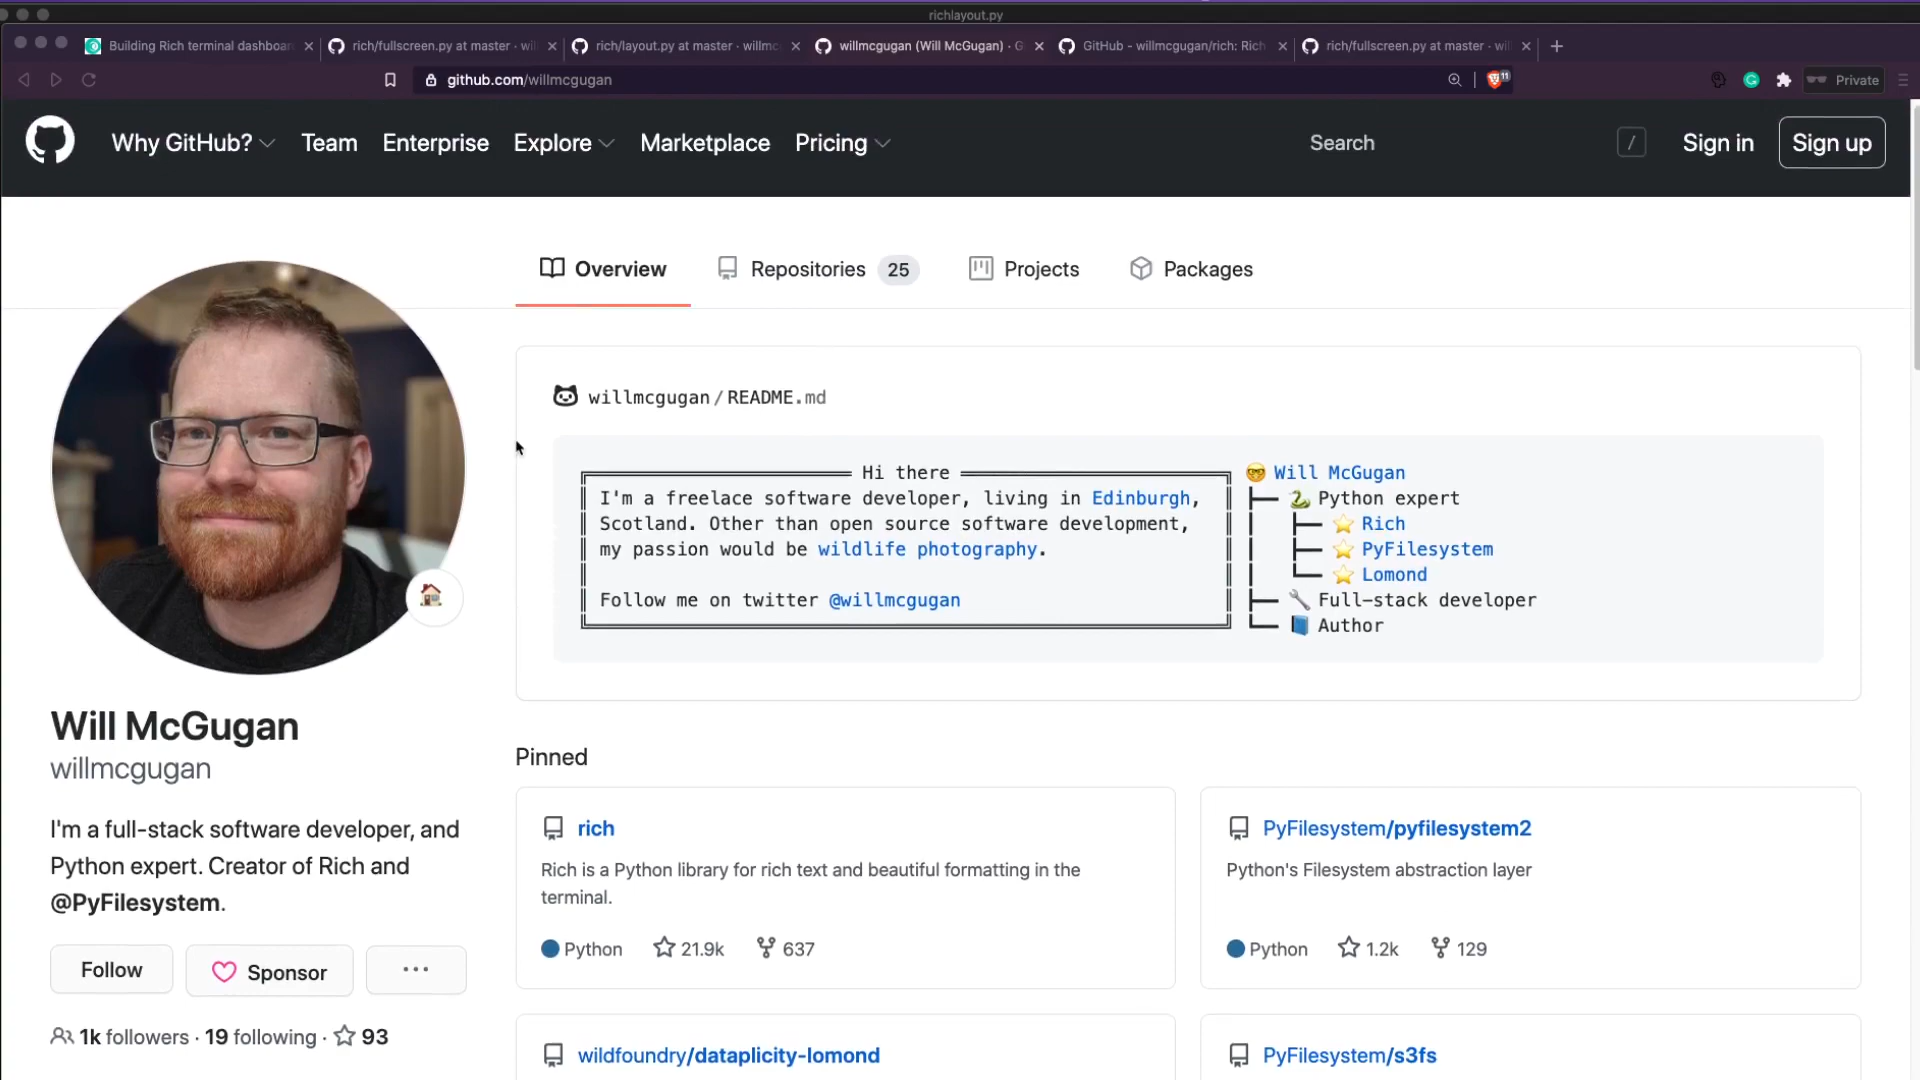 richlayout.py
Building Rich terminal dashboar
rich/fullscreen.py at master · wi
rich/layout.py at master · willmc
willmcgugan (Will McGugan) · G
GitHub - willmcgugan/rich: Rich
rich/fullscreen.py at master · wi
github.com/willmcgugan
11
Private
Why GitHub?
Team
Enterprise
Explore
Marketplace
Pricing
Search
/
Sign in
Sign up
Overview
Repositories 25
Projects
Packages
willmcgugan/README.md
Hi there
I'm a freelace software developer, living in Edinburgh,
Scotland. Other than open source software development,
my passion would be wildlife photography.
Follow me on twitter @willmcgugan
Will McGugan
Python expert
Rich
PyFilesystem
Lomond
Full-stack developer
Author
Will McGugan
willmcgugan
I'm a full-stack software developer, and
Python expert. Creator of Rich and
@PyFilesystem.
Follow
Sponsor
...
1k followers · 19 following · 93
Pinned
rich
Rich is a Python library for rich text and beautiful formatting in the
terminal.
Python 21.9k 637
PyFilesystem/pyfilesystem2
Python's Filesystem abstraction layer
Python 1.2k 129
wildfoundry/dataplicity-lomond
PyFilesystem/s3fs